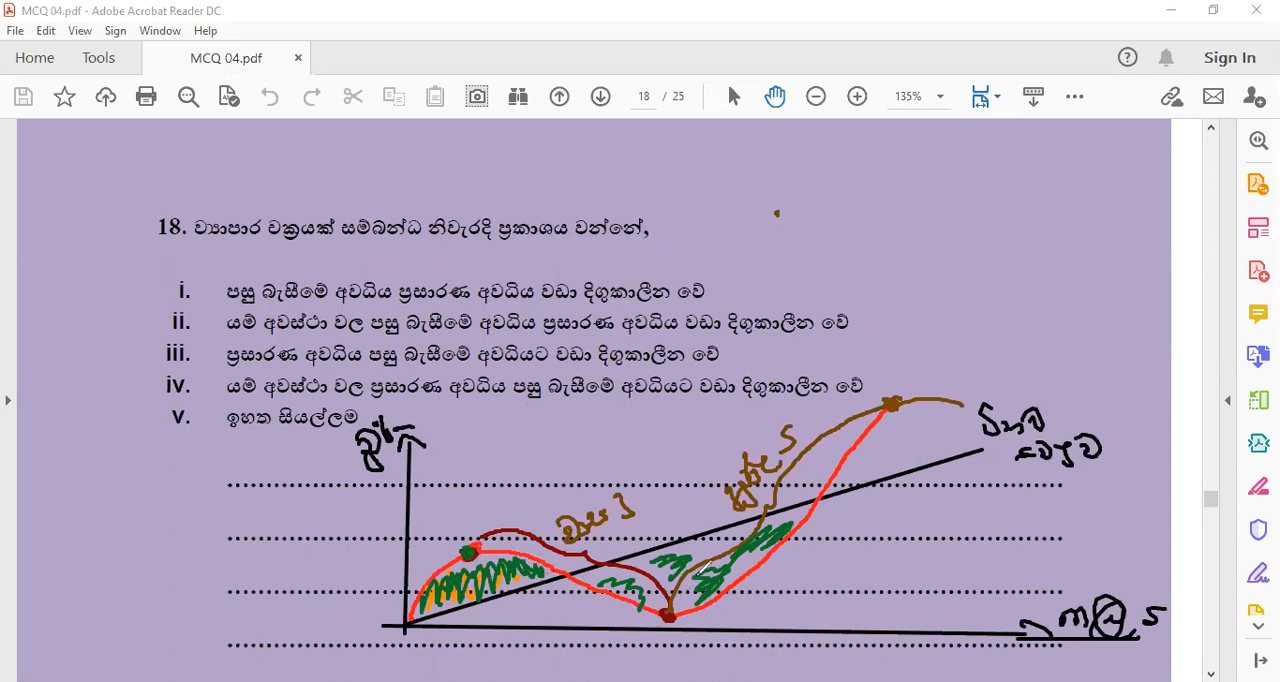 MCQ 04.pdf - Adobe Acrobat Reader DC
File Edit View Sign Window Help
Home Tools MCQ 04.pdf × Sign In
18 / 25 135%
18. ව්‍යාපාර චක්‍රයක් සම්බන්ධ නිවැරදි ප්‍රකාශය වන්නේ,
i. පසු බැසීමේ අවධිය ප්‍රසාරණ අවධිය වඩා දිගුකාලීන වේ
ii. යම් අවස්ථා වල පසු බැසීමේ අවධිය ප්‍රසාරණ අවධිය වඩා දිගුකාලීන වේ
iii. ප්‍රසාරණ අවධිය පසු බැසීමේ අවධියට වඩා දිගුකාලීන වේ
iv. යම් අවස්ථා වල ප්‍රසාරණ අවධිය පසු බැසීමේ අවධියට වඩා දිගුකාලීන වේ
v. ඉහත සියල්ලම